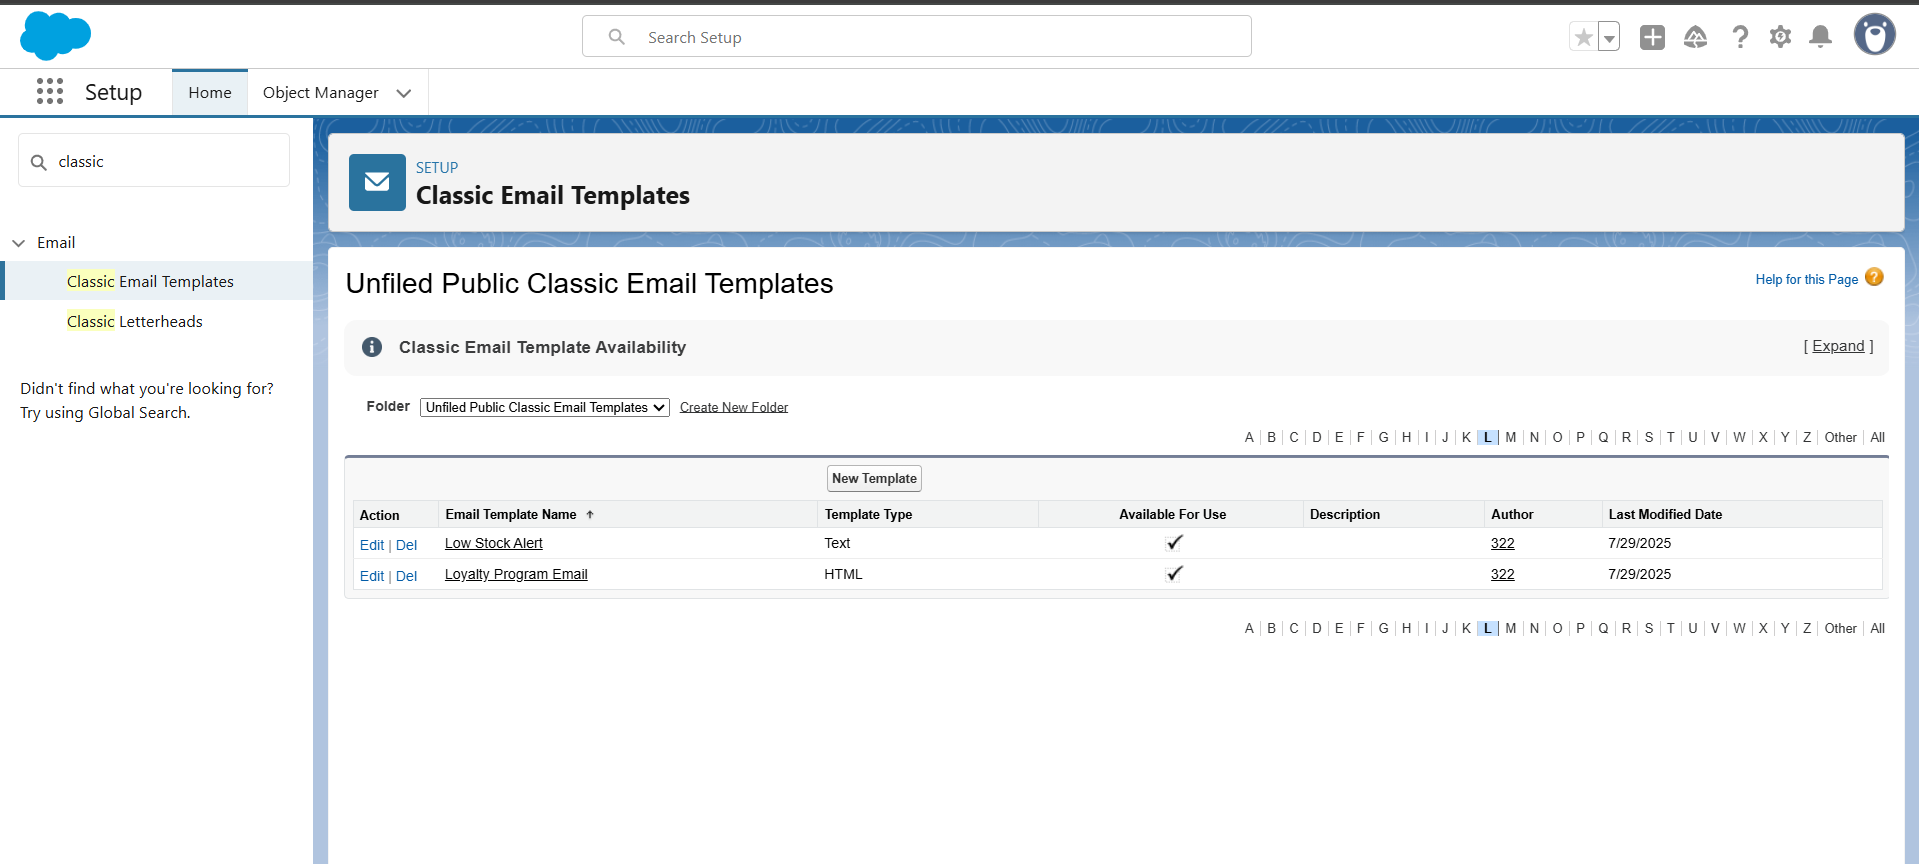 Search Setup
Setup
Home
Object Manager
classic
Email
Classic Email Templates
Classic Letterheads
Didn't find what you're looking for?
Try using Global Search.
SETUP
Classic Email Templates
Unfiled Public Classic Email Templates
Help for this Page
Classic Email Template Availability
[ Expand ]
Folder Unfiled Public Classic Email Templates Create New Folder
A | B | C | D | E | F | G | H | I | J | K | L | M | N | O | P | Q | R | S | T | U | V | W | X | Y | Z | Other | All
New Template
Action Email Template Name Template Type Available For Use Description Author Last Modified Date
Edit | Del Low Stock Alert Text 322 7/29/2025
Edit | Del Loyalty Program Email HTML 322 7/29/2025
A | B | C | D | E | F | G | H | I | J | K | L | M | N | O | P | Q | R | S | T | U | V | W | X | Y | Z | Other | All